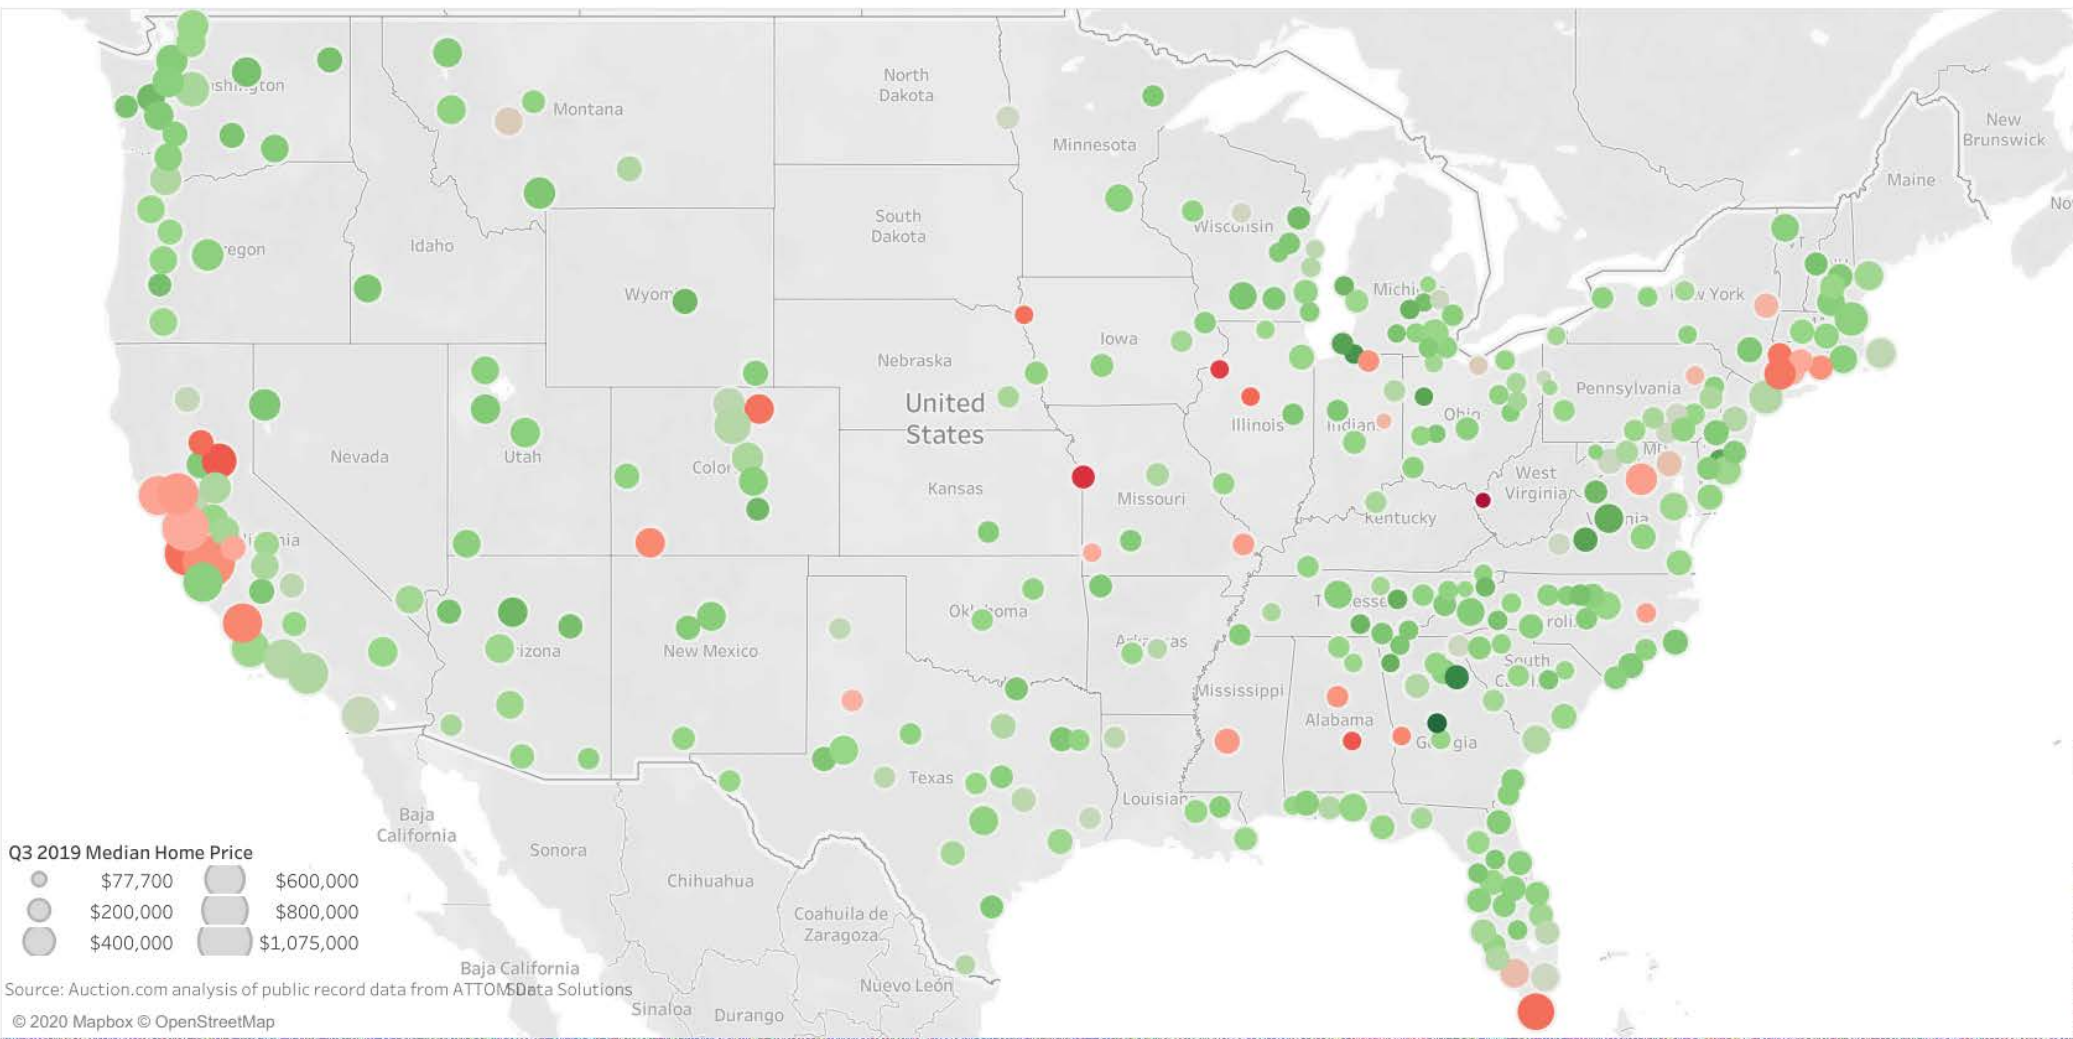 North
Dakota
Montana
Minnesota
New
Brunswick
Maine
South
Dakota
Wisconsin
Idaho
Iowa
Nebraska
United
States
Pennsylvania
Illinois
Nevada
Utah
Kansas
Missouri
West
Virginia
Kentucky
New Mexico
South
Mississippi
Alabama
Texas
Baja
California
Sonora
Chihuahua
Coahuila de
Zaragoza
Q3 2019 Median Home Price
$77,700 $600,000
$200,000 $800,000
$400,000 $1,075,000
Baja California
Nuevo León
Source: Auction.com analysis of public record data from ATTOM Data Solutions
Sinaloa
Durango
© 2020 Mapbox © OpenStreetMap